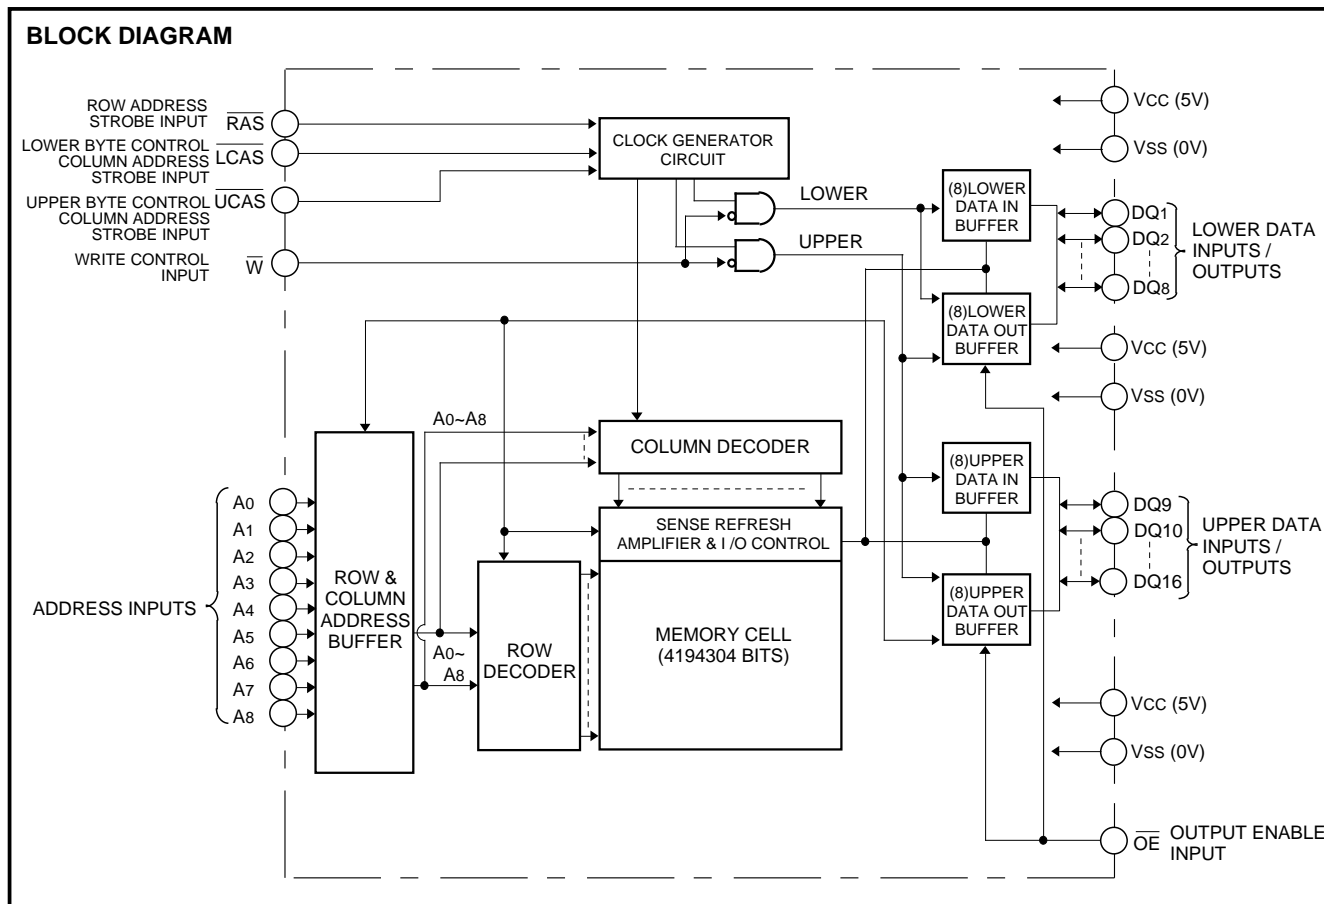 BLOCK DIAGRAM
ROW ADDRESS
STROBE INPUT
RAS
LOWER BYTE CONTROL
COLUMN ADDRESS
STROBE INPUT
LCAS
UPPER BYTE CONTROL
COLUMN ADDRESS
STROBE INPUT
UCAS
WRITE CONTROL
INPUT
W
CLOCK GENERATOR
CIRCUIT
LOWER
UPPER
(8)LOWER
DATA IN
BUFFER
(8)LOWER
DATA OUT
BUFFER
VCC (5V)
VSS (0V)
DQ1
DQ2
DQ8
LOWER DATA
INPUTS /
OUTPUTS
VCC (5V)
VSS (0V)
A0~A8
COLUMN DECODER
SENSE REFRESH
AMPLIFIER & I /O CONTROL
MEMORY CELL
(4194304 BITS)
ROW
DECODER
A0~
A8
ROW &
COLUMN
ADDRESS
BUFFER
ADDRESS INPUTS
A0
A1
A2
A3
A4
A5
A6
A7
A8
(8)UPPER
DATA IN
BUFFER
(8)UPPER
DATA OUT
BUFFER
DQ9
DQ10
DQ16
UPPER DATA
INPUTS /
OUTPUTS
VCC (5V)
VSS (0V)
OE
OUTPUT ENABLE
INPUT